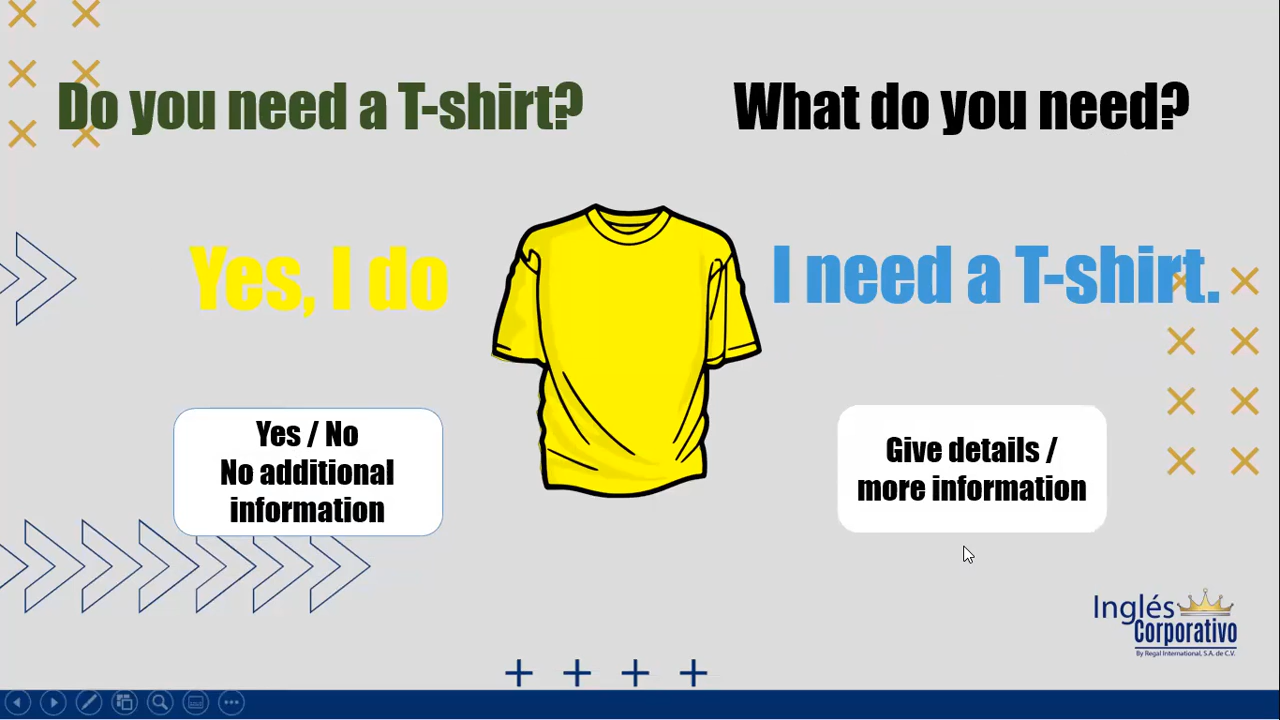 Do you need a T-shirt?
What do you need?
Yes, I do
I need a T-shirt.
Yes / No
No additional
information
Give details /
more information
Inglés
Corporativo
By Regal International, S.A. de C.V.